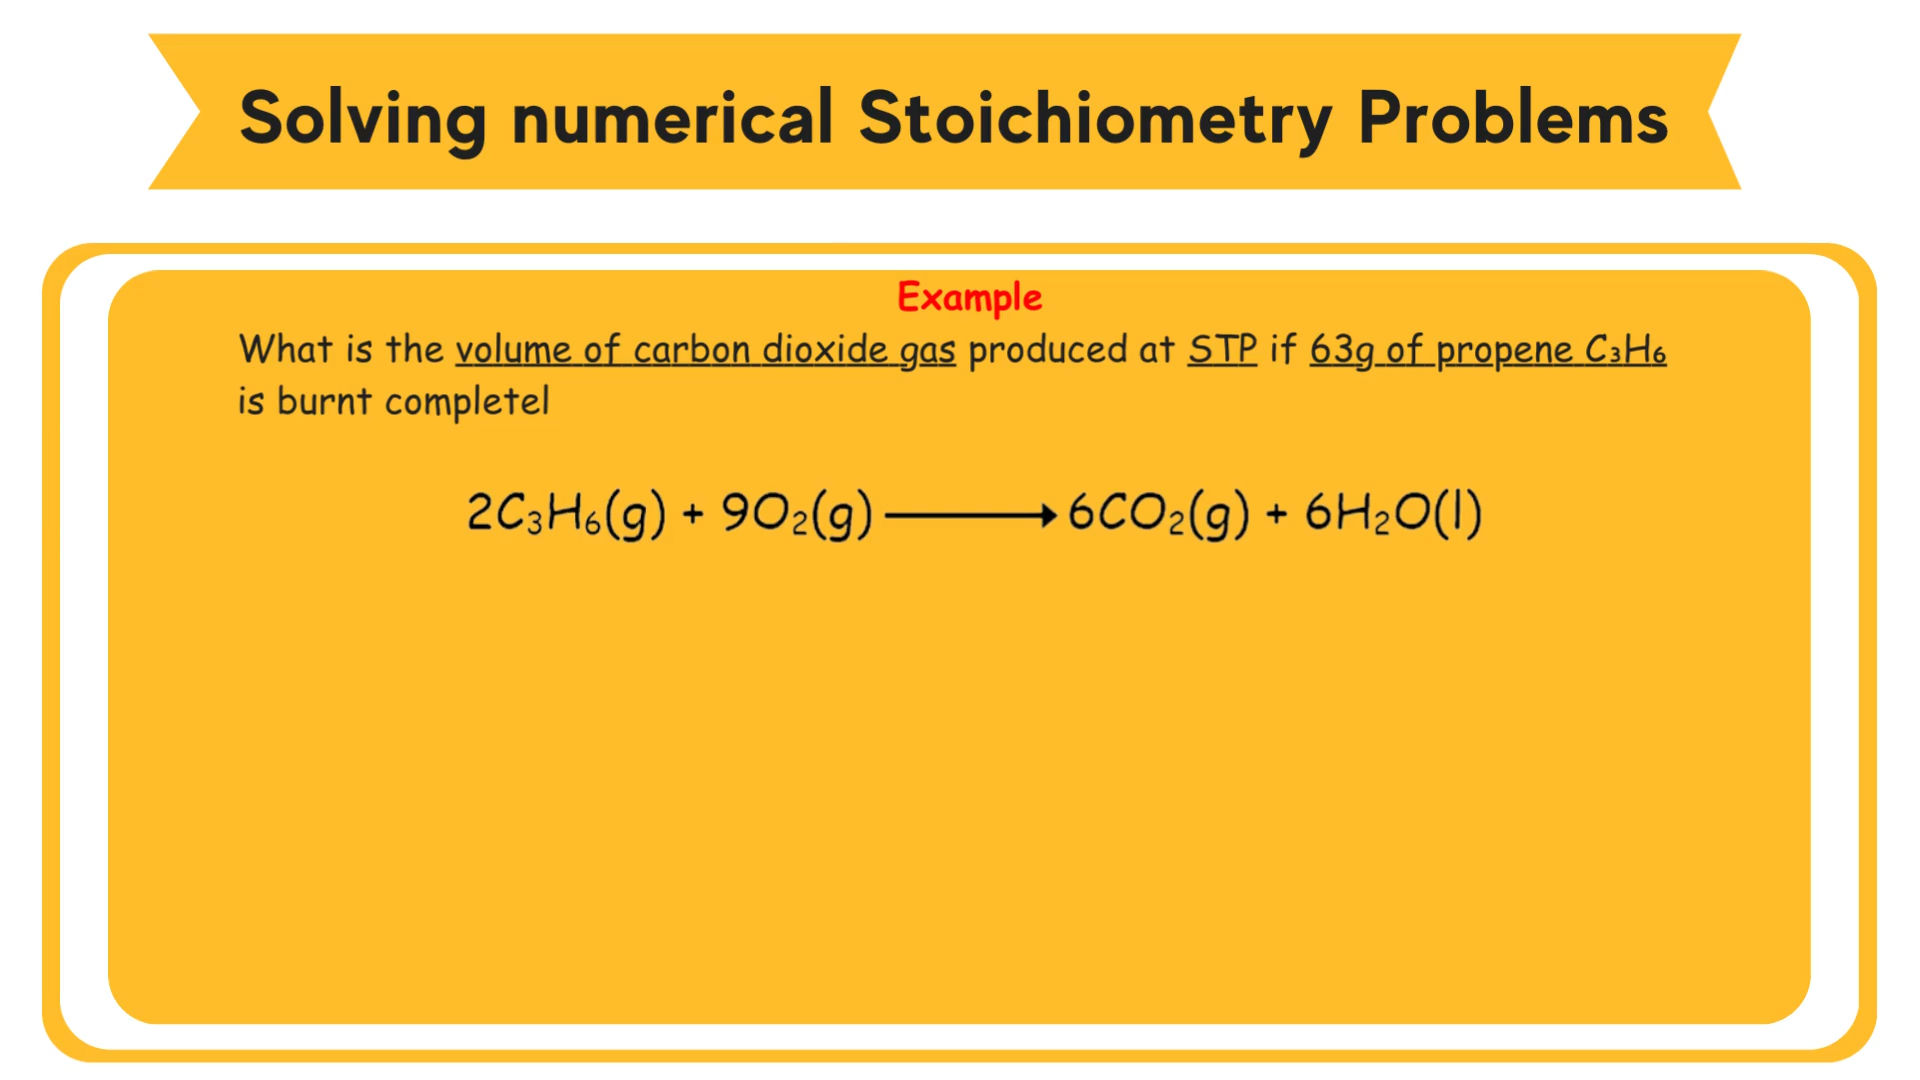 Solving numerical Stoichiometry Problems
Example
What is the volume of carbon dioxide gas produced at STP if 63g of propene C₃H₆
is burnt completel
2C₃H₆(g) + 9O₂(g) ⟶ 6CO₂(g) + 6H₂O(l)